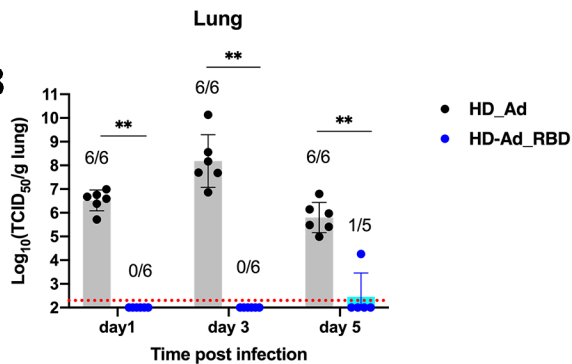 Lung
B
Log10(TCID50/g lung)
11
10
9
8
7
6
5
4
3
2
6/6
**
0/6
6/6
**
0/6
6/6
**
1/5
day1
day 3
day 5
Time post infection
HD_Ad
HD-Ad_RBD